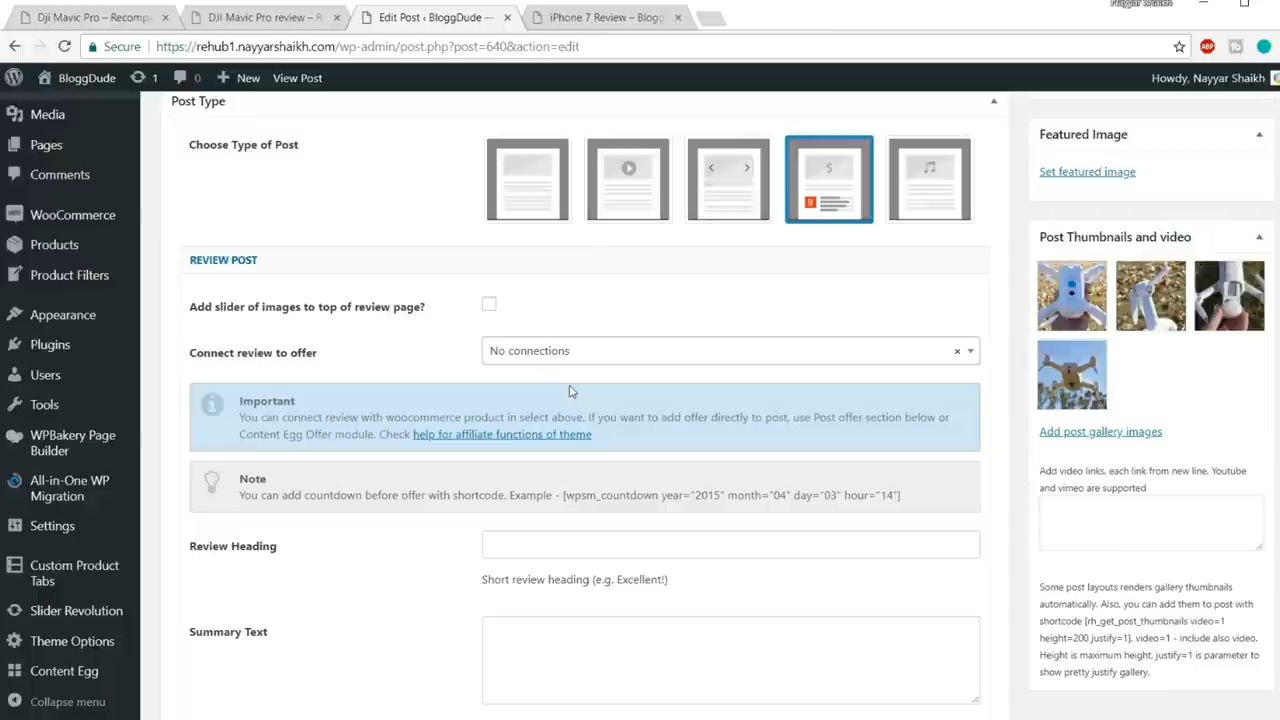 Dji Mavic Pro – Recomp
DJI Mavic Pro review – R
Edit Post ‹ BloggDude —
iPhone 7 Review – Blogg
Nayyar Shaikh
Secure
https://rehub1.nayyarshaikh.com/wp-admin/post.php?post=640&action=edit
ABP
BloggDude
1
0
New
View Post
Howdy, Nayyar Shaikh
Media
Pages
Comments
WooCommerce
Products
Product Filters
Appearance
Plugins
Users
Tools
WPBakery Page
Builder
All-in-One WP
Migration
Settings
Custom Product
Tabs
Slider Revolution
Theme Options
Content Egg
Collapse menu
Post Type
Choose Type of Post
$
9
REVIEW POST
Add slider of images to top of review page?
Connect review to offer
No connections
Important
You can connect review with woocommerce product in select above. If you want to add offer directly to post, use Post offer section below or
Content Egg Offer module. Check help for affiliate functions of theme
Note
You can add countdown before offer with shortcode. Example - [wpsm_countdown year="2015" month="04" day="03" hour="14"]
Review Heading
Short review heading (e.g. Excellent!)
Summary Text
Featured Image
Set featured image
Post Thumbnails and video
Add post gallery images
Add video links, each link from new line. Youtube
and vimeo are supported
Some post layouts renders gallery thumbnails
automatically. Also, you can add them to post with
shortcode [rh_get_post_thumbnails video=1
height=200 justify=1]. video=1 - include also video.
Height is maximum height, justify=1 is parameter to
show pretty justify gallery.